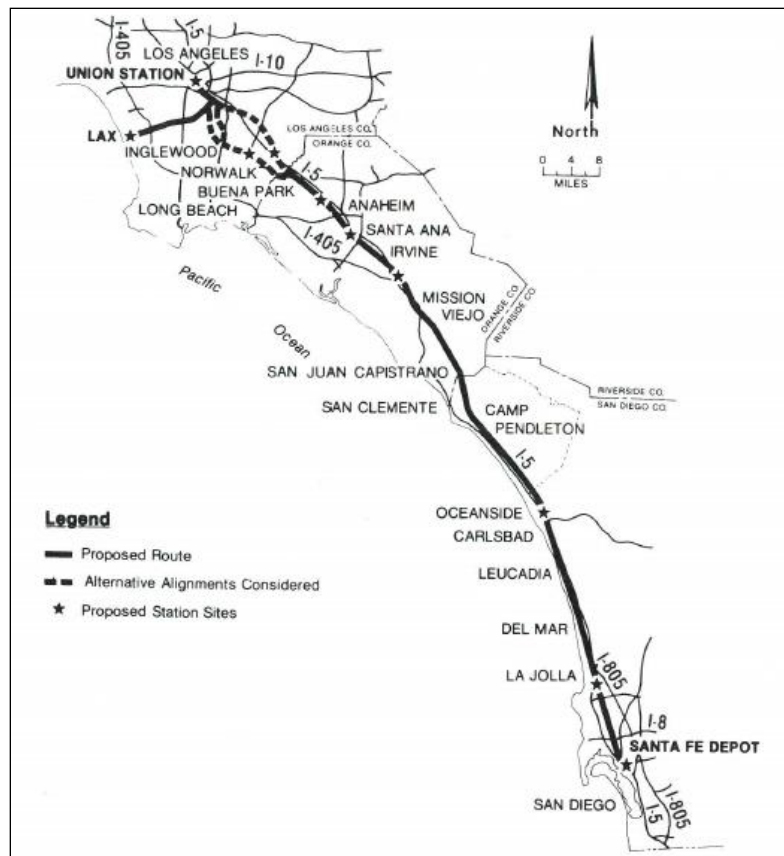 I-405
I-5
LOS ANGELES
I-10
UNION STATION
LAX
INGLEWOOD
NORWALK
BUENA PARK
LONG BEACH
LOS ANGELES CO.
ORANGE CO.
North
0 4 8
MILES
I-5
ANAHEIM
SANTA ANA
I-405
IRVINE
Pacific
Ocean
MISSION
VIEJO
ORANGE CO.
RIVERSIDE CO.
SAN JUAN CAPISTRANO
SAN CLEMENTE
RIVERSIDE CO.
SAN DIEGO CO.
CAMP
PENDLETON
I-5
OCEANSIDE
CARLSBAD
LEUCADIA
DEL MAR
LA JOLLA
I-805
I-8
SANTA FE DEPOT
SAN DIEGO
I-5
I-805
Legend
Proposed Route
Alternative Alignments Considered
Proposed Station Sites